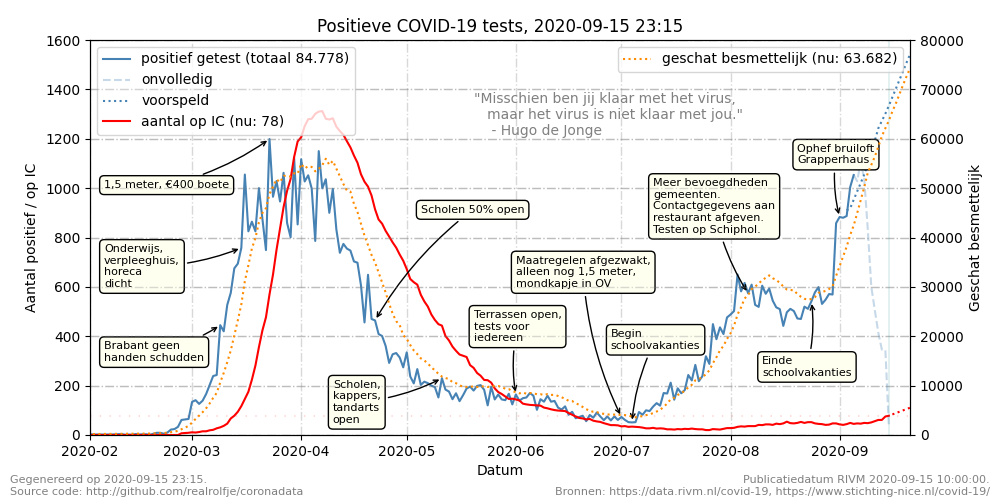 Positieve COVID-19 tests, 2020-09-15 23:15
positief getest (totaal 84.778)
onvolledig
voorspeld
aantal op IC (nu: 78)
geschat besmettelijk (nu: 63.682)
"Misschien ben jij klaar met het virus,
maar het virus is niet klaar met jou."
- Hugo de Jonge
1600
1400
1200
1000
800
600
400
200
0
Aantal positief / op IC
80000
70000
60000
50000
40000
30000
20000
10000
0
Geschat besmettelijk
1,5 meter, €400 boete
Onderwijs,
verpleeghuis,
horeca
dicht
Brabant geen
handen schudden
Scholen 50% open
Scholen,
kappers,
tandarts
open
Terrassen open,
tests voor
iedereen
Maatregelen afgezwakt,
alleen nog 1,5 meter,
mondkapje in OV
Begin
schoolvakanties
Meer bevoegdheden
gemeenten.
Contactgegevens aan
restaurant afgeven.
Testen op Schiphol.
Ophef bruiloft
Grapperhaus
Einde
schoolvakanties
2020-02
2020-03
2020-04
2020-05
2020-06
2020-07
2020-08
2020-09
Datum
Gegenereerd op 2020-09-15 23:15.
Source code: http://github.com/realrolfje/coronadata
Publicatiedatum RIVM 2020-09-15 10:00:00.
Bronnen: https://data.rivm.nl/covid-19, https://www.stichting-nice.nl/covid-19/